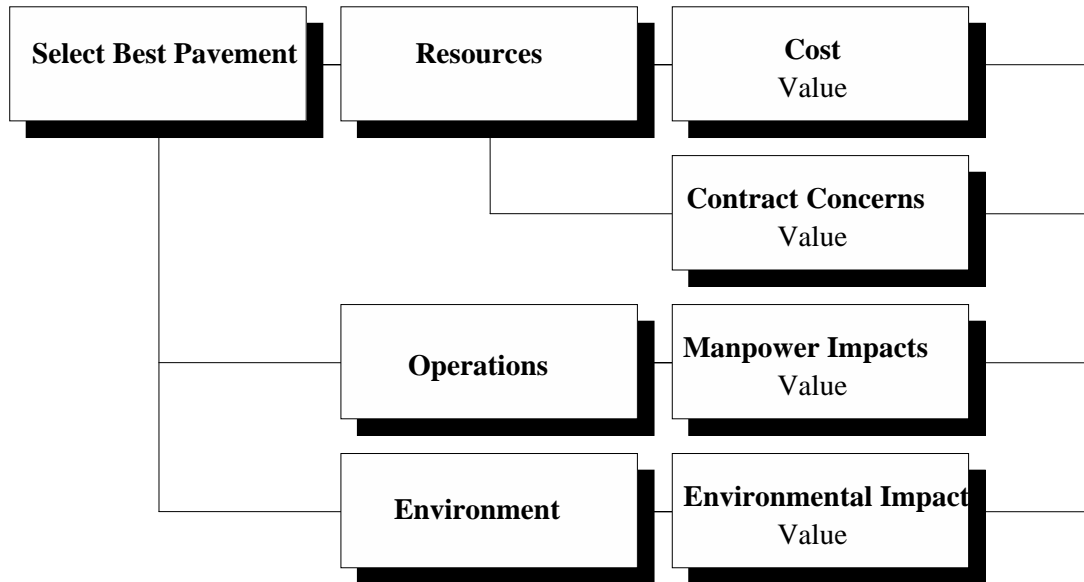 Select Best Pavement
Resources
Cost
Value
Contract Concerns
Value
Operations
Manpower Impacts
Value
Environment
Environmental Impact
Value